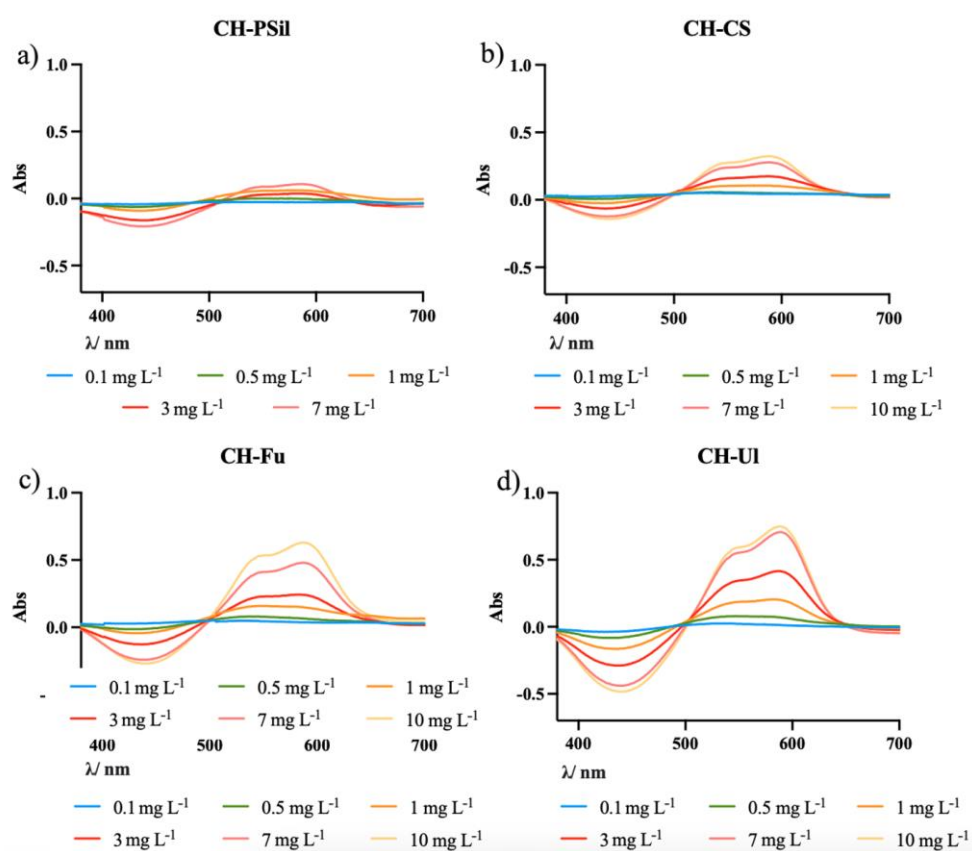 CH-PSil
a)
1.0
0.5
0.0
-0.5
Abs
400 500 600 700
λ/ nm
0.1 mg L-1 0.5 mg L-1 1 mg L-1
3 mg L-1 7 mg L-1
CH-CS
b)
1.0
0.5
0.0
-0.5
Abs
400 500 600 700
λ/ nm
0.1 mg L-1 0.5 mg L-1 1 mg L-1
3 mg L-1 7 mg L-1 10 mg L-1
CH-Fu
c)
1.0
0.5
0.0
-
Abs
0.1 mg L-1 0.5 mg L-1 1 mg L-1
3 mg L-1 7 mg L-1 10 mg L-1
400 500 600 700
λ/ nm
0.1 mg L-1 0.5 mg L-1 1 mg L-1
3 mg L-1 7 mg L-1 10 mg L-1
CH-Ul
d)
1.0
0.5
0.0
-0.5
Abs
400 500 600 700
λ/ nm
0.1 mg L-1 0.5 mg L-1 1 mg L-1
3 mg L-1 7 mg L-1 10 mg L-1